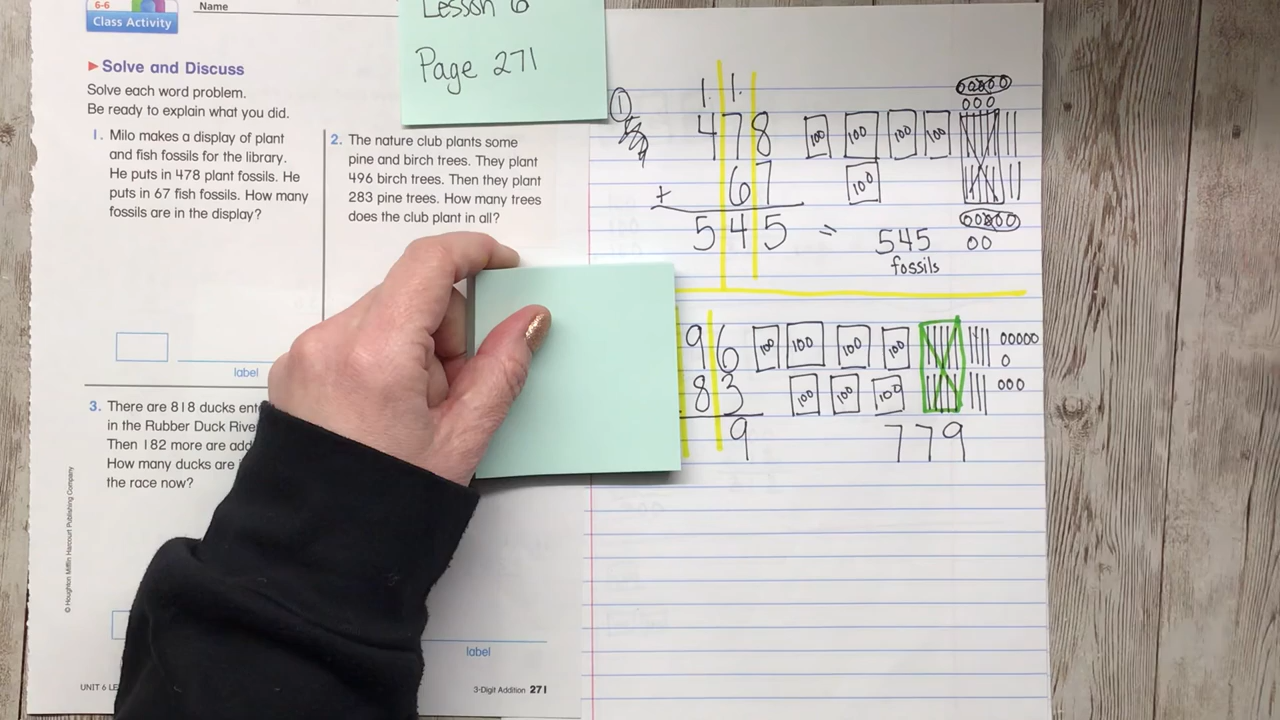 6-6
Class Activity
Name
Lesson 6
Page 271
Solve and Discuss
Solve each word problem.
Be ready to explain what you did.
1. Milo makes a display of plant
and fish fossils for the library.
He puts in 478 plant fossils. He
puts in 67 fish fossils. How many
fossils are in the display?
label
2. The nature club plants some
pine and birch trees. They plant
496 birch trees. Then they plant
283 pine trees. How many trees
does the club plant in all?
3. There are 818 ducks
in the Rubber Duck
Then 182 more are
How many ducks are
the race now?
label
© Houghton Mifflin Harcourt Publishing Company
UNIT 6
3-Digit Addition 271
1
1 1
478
+ 67
545 = 545
fossils
100 100 100 100
100
96
83
9
100 100 100 100
100 100 100
779